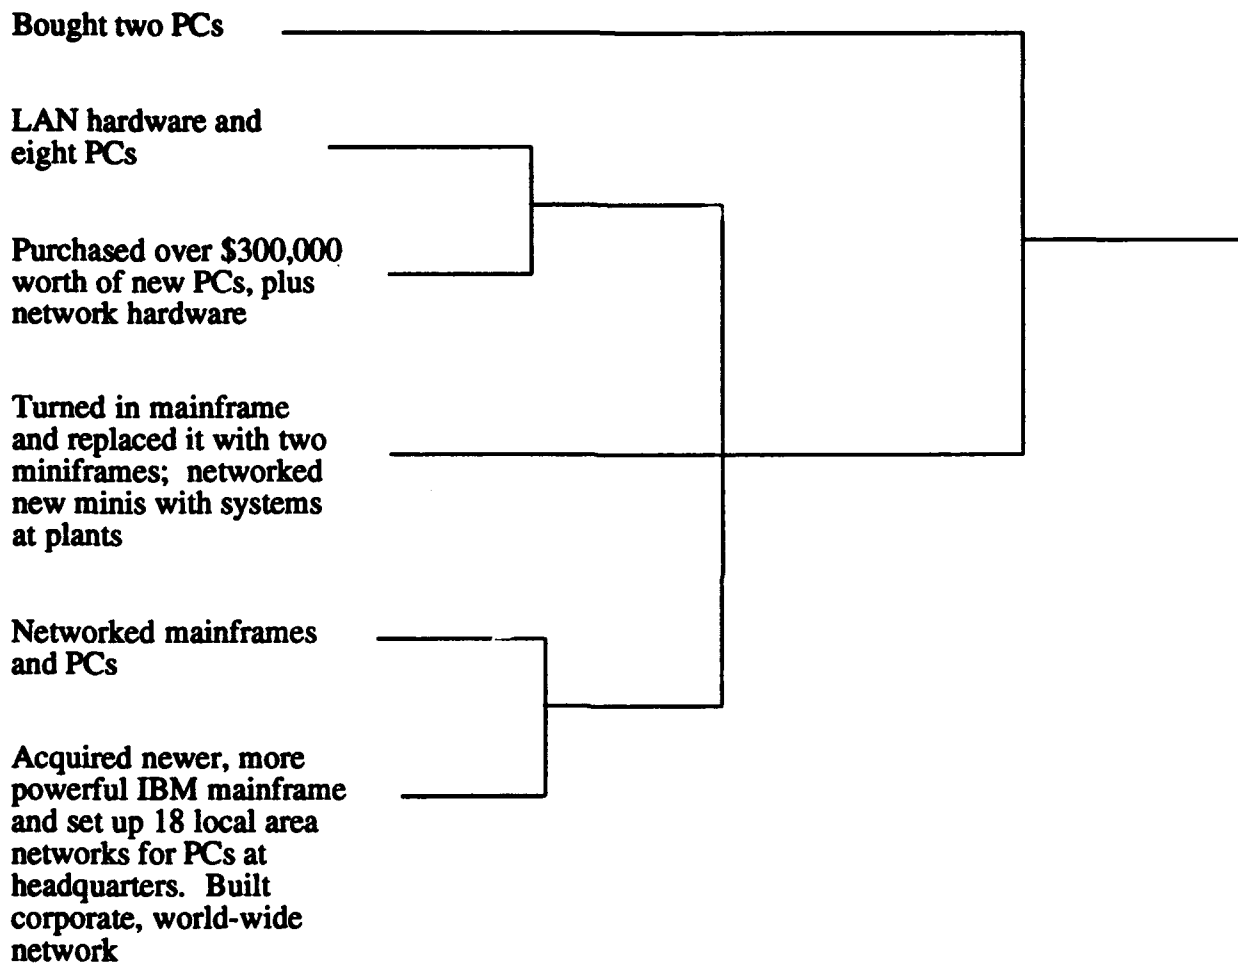 Bought two PCs
LAN hardware and
eight PCs
Purchased over $300,000
worth of new PCs, plus
network hardware
Turned in mainframe
and replaced it with two
miniframes; networked
new minis with systems
at plants
Networked mainframes
and PCs
Acquired newer, more
powerful IBM mainframe
and set up 18 local area
networks for PCs at
headquarters. Built
corporate, world-wide
network